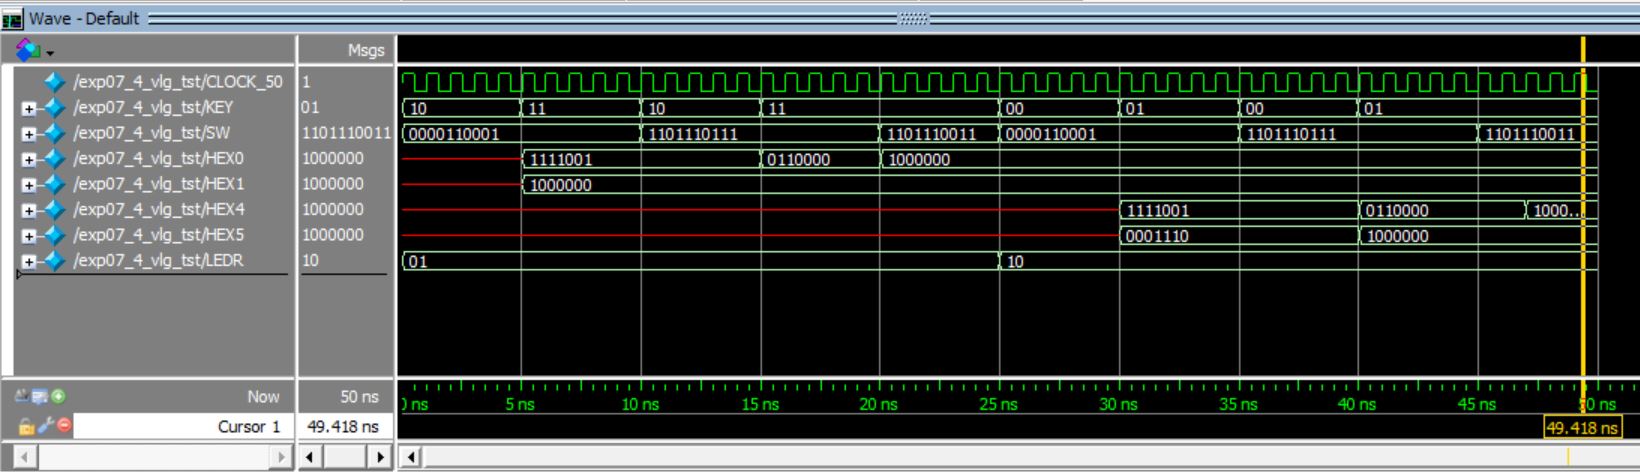 Wave - Default
Msgs
/exp07_4_vlg_tst/CLOCK_50 1
/exp07_4_vlg_tst/KEY 01 10 11 10 11 00 01 00 01
/exp07_4_vlg_tst/SW 1101110011 0000110001 1101110111 1101110011 0000110001 1101110111 1101110011
/exp07_4_vlg_tst/HEX0 1000000 1111001 0110000 1000000
/exp07_4_vlg_tst/HEX1 1000000 1000000
/exp07_4_vlg_tst/HEX4 1000000 1111001 0110000 1000...
/exp07_4_vlg_tst/HEX5 1000000 0001110 1000000
/exp07_4_vlg_tst/LEDR 10 01 10
Now 50 ns ns 5 ns 10 ns 15 ns 20 ns 25 ns 30 ns 35 ns 40 ns 45 ns 50 ns
Cursor 1 49.418 ns 49.418 ns